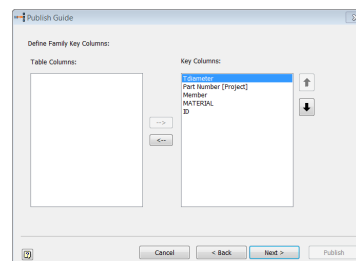 Publish Guide
Define Family Key Columns:
Table Columns:
Key Columns:
Tdiameter
Part Number [Project]
Member
MATERIAL
ID
-->
<--
Cancel
< Back
Next >
Publish